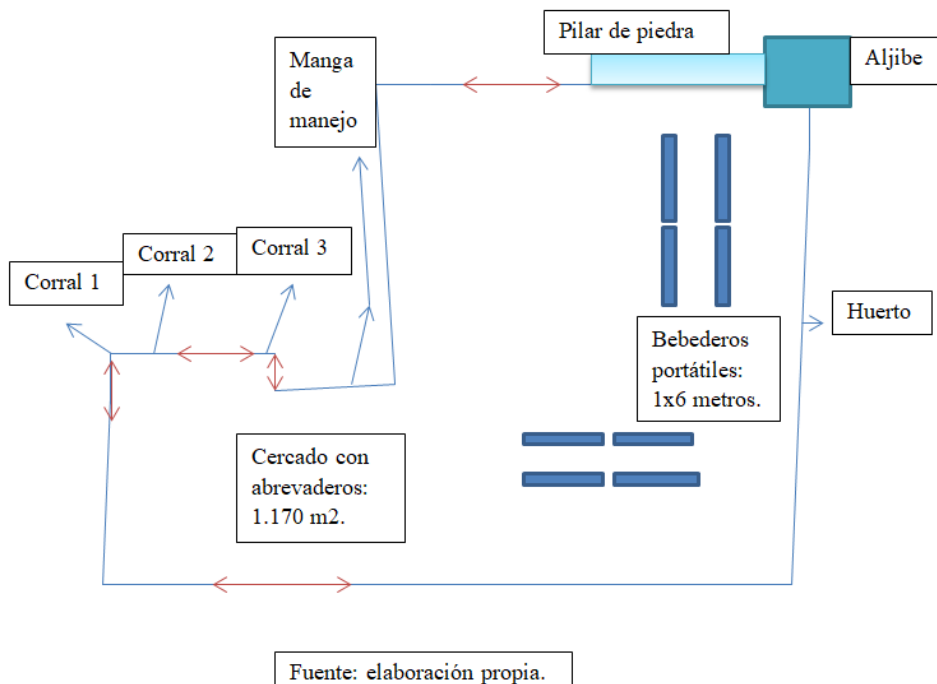 Pilar de piedra
Aljibe
Manga
de
manejo
Corral 1
Corral 2
Corral 3
Huerto
Bebederos
portátiles:
1x6 metros.
Cercado con
abrevaderos:
1.170 m2.
Fuente: elaboración propia.